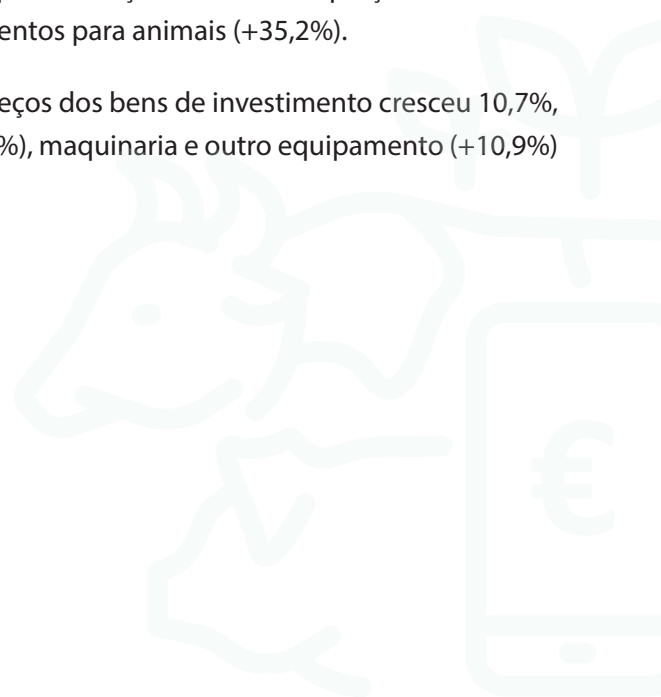 entos para animais (+35,2%).
eços dos bens de investimento cresceu 10,7%,
%), maquinaria e outro equipamento (+10,9%)
€